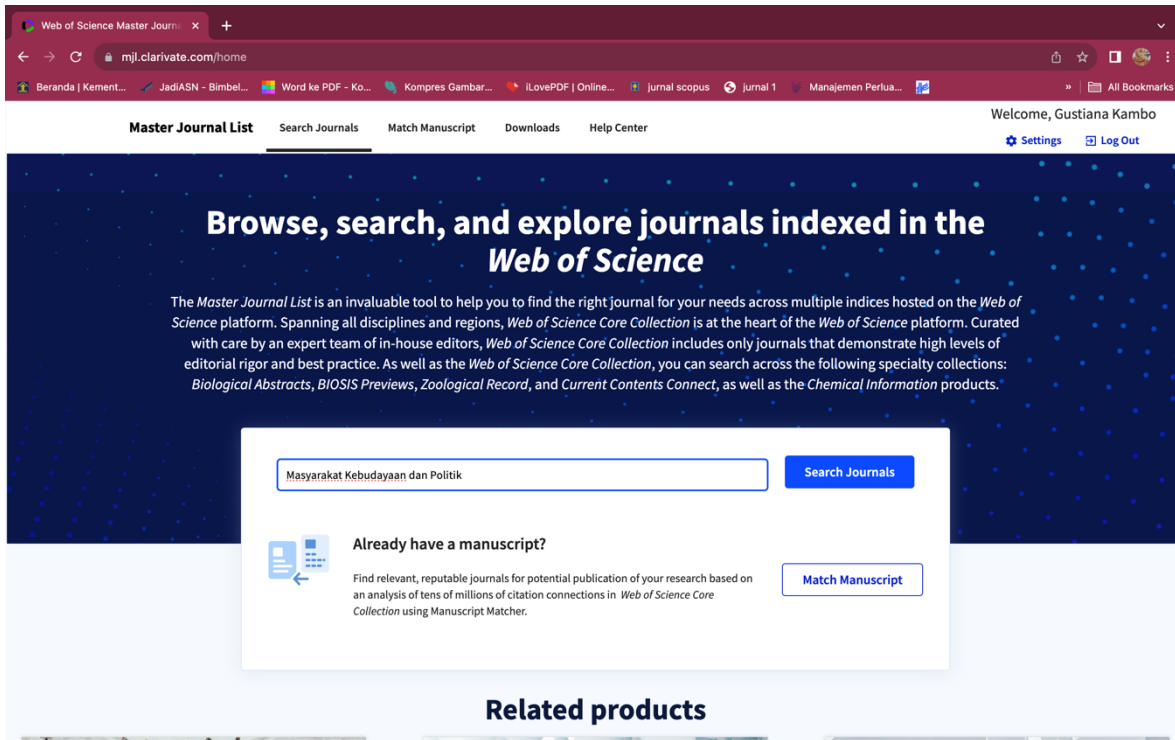 Web of Science Master Journ
mjl.clarivate.com/home
Beranda | Kement... JadiASN - Bimbel... Word ke PDF - Ko... Kompres Gambar... iLovePDF | Online... jurnal scopus jurnal 1 Manajemen Perlua... » All Bookmarks
Welcome, Gustiana Kambo
Master Journal List Search Journals Match Manuscript Downloads Help Center
Settings Log Out
Browse, search, and explore journals indexed in the
Web of Science
The Master Journal List is an invaluable tool to help you to find the right journal for your needs across multiple indices hosted on the Web of
Science platform. Spanning all disciplines and regions, Web of Science Core Collection is at the heart of the Web of Science platform. Curated
with care by an expert team of in-house editors, Web of Science Core Collection includes only journals that demonstrate high levels of
editorial rigor and best practice. As well as the Web of Science Core Collection, you can search across the following specialty collections:
Biological Abstracts, BIOSIS Previews, Zoological Record, and Current Contents Connect, as well as the Chemical Information products.
Masyarakat Kebudayaan dan Politik
Search Journals
Already have a manuscript?
Find relevant, reputable journals for potential publication of your research based on
an analysis of tens of millions of citation connections in Web of Science Core
Collection using Manuscript Matcher.
Match Manuscript
Related products